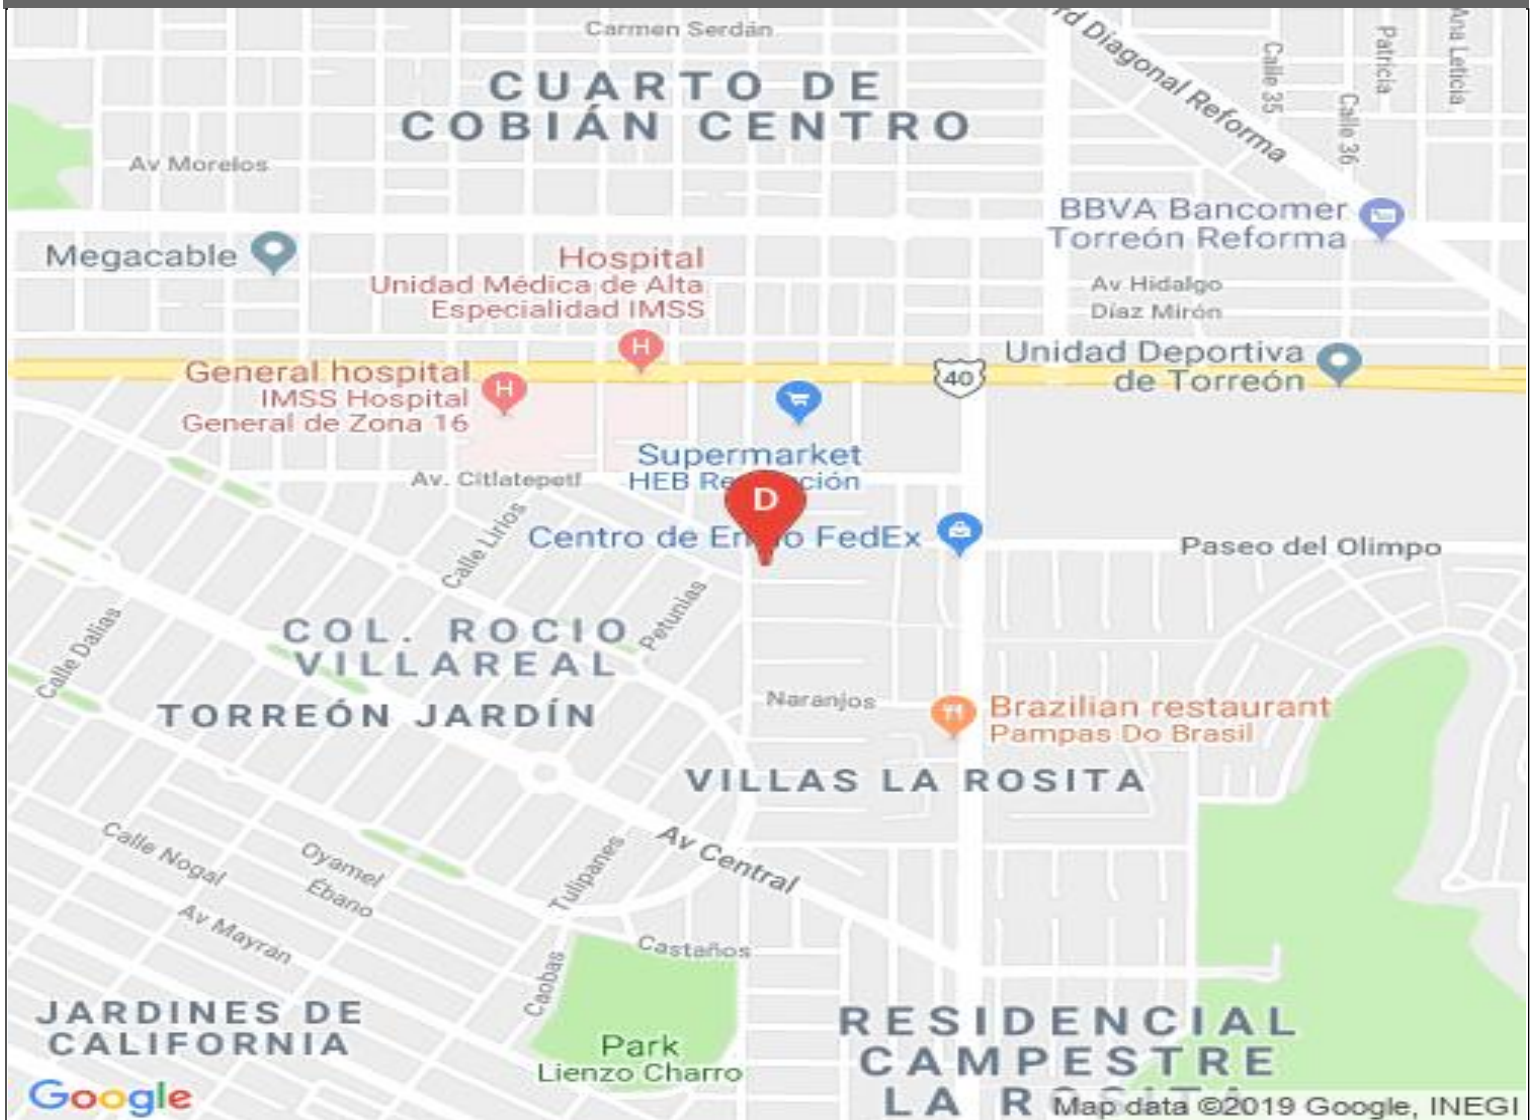 Carmen Serdán
rd Diagonal Reforma
Calle 35
Patricia
Ana Leticia
CUARTO DE
COBIÁN CENTRO
Calle 36
Av Morelos
BBVA Bancomer
Torreón Reforma
Megacable
Hospital
Unidad Médica de Alta
Especialidad IMSS
Av Hidalgo
Díaz Mirón
General hospital
IMSS Hospital
General de Zona 16
H
H
40
Unidad Deportiva
de Torreón
Supermarket
HEB
Av. Citlatepetl
D
Calle Lirios
Centro de FedEx
Paseo del Olimpo
Petunias
Calle Dalias
COL. ROCIO
VILLAREAL
TORREÓN JARDÍN
Naranjos
Brazilian restaurant
Pampas Do Brasil
VILLAS LA ROSITA
Av Central
Calle Nogal
Oyamel
Ébano
Tulipanes
Av Mayran
Castaños
Caobas
JARDINES DE
CALIFORNIA
Park
Lienzo Charro
RESIDENCIAL
CAMPESTRE
LA
Google
Map data ©2019 Google, INEGI